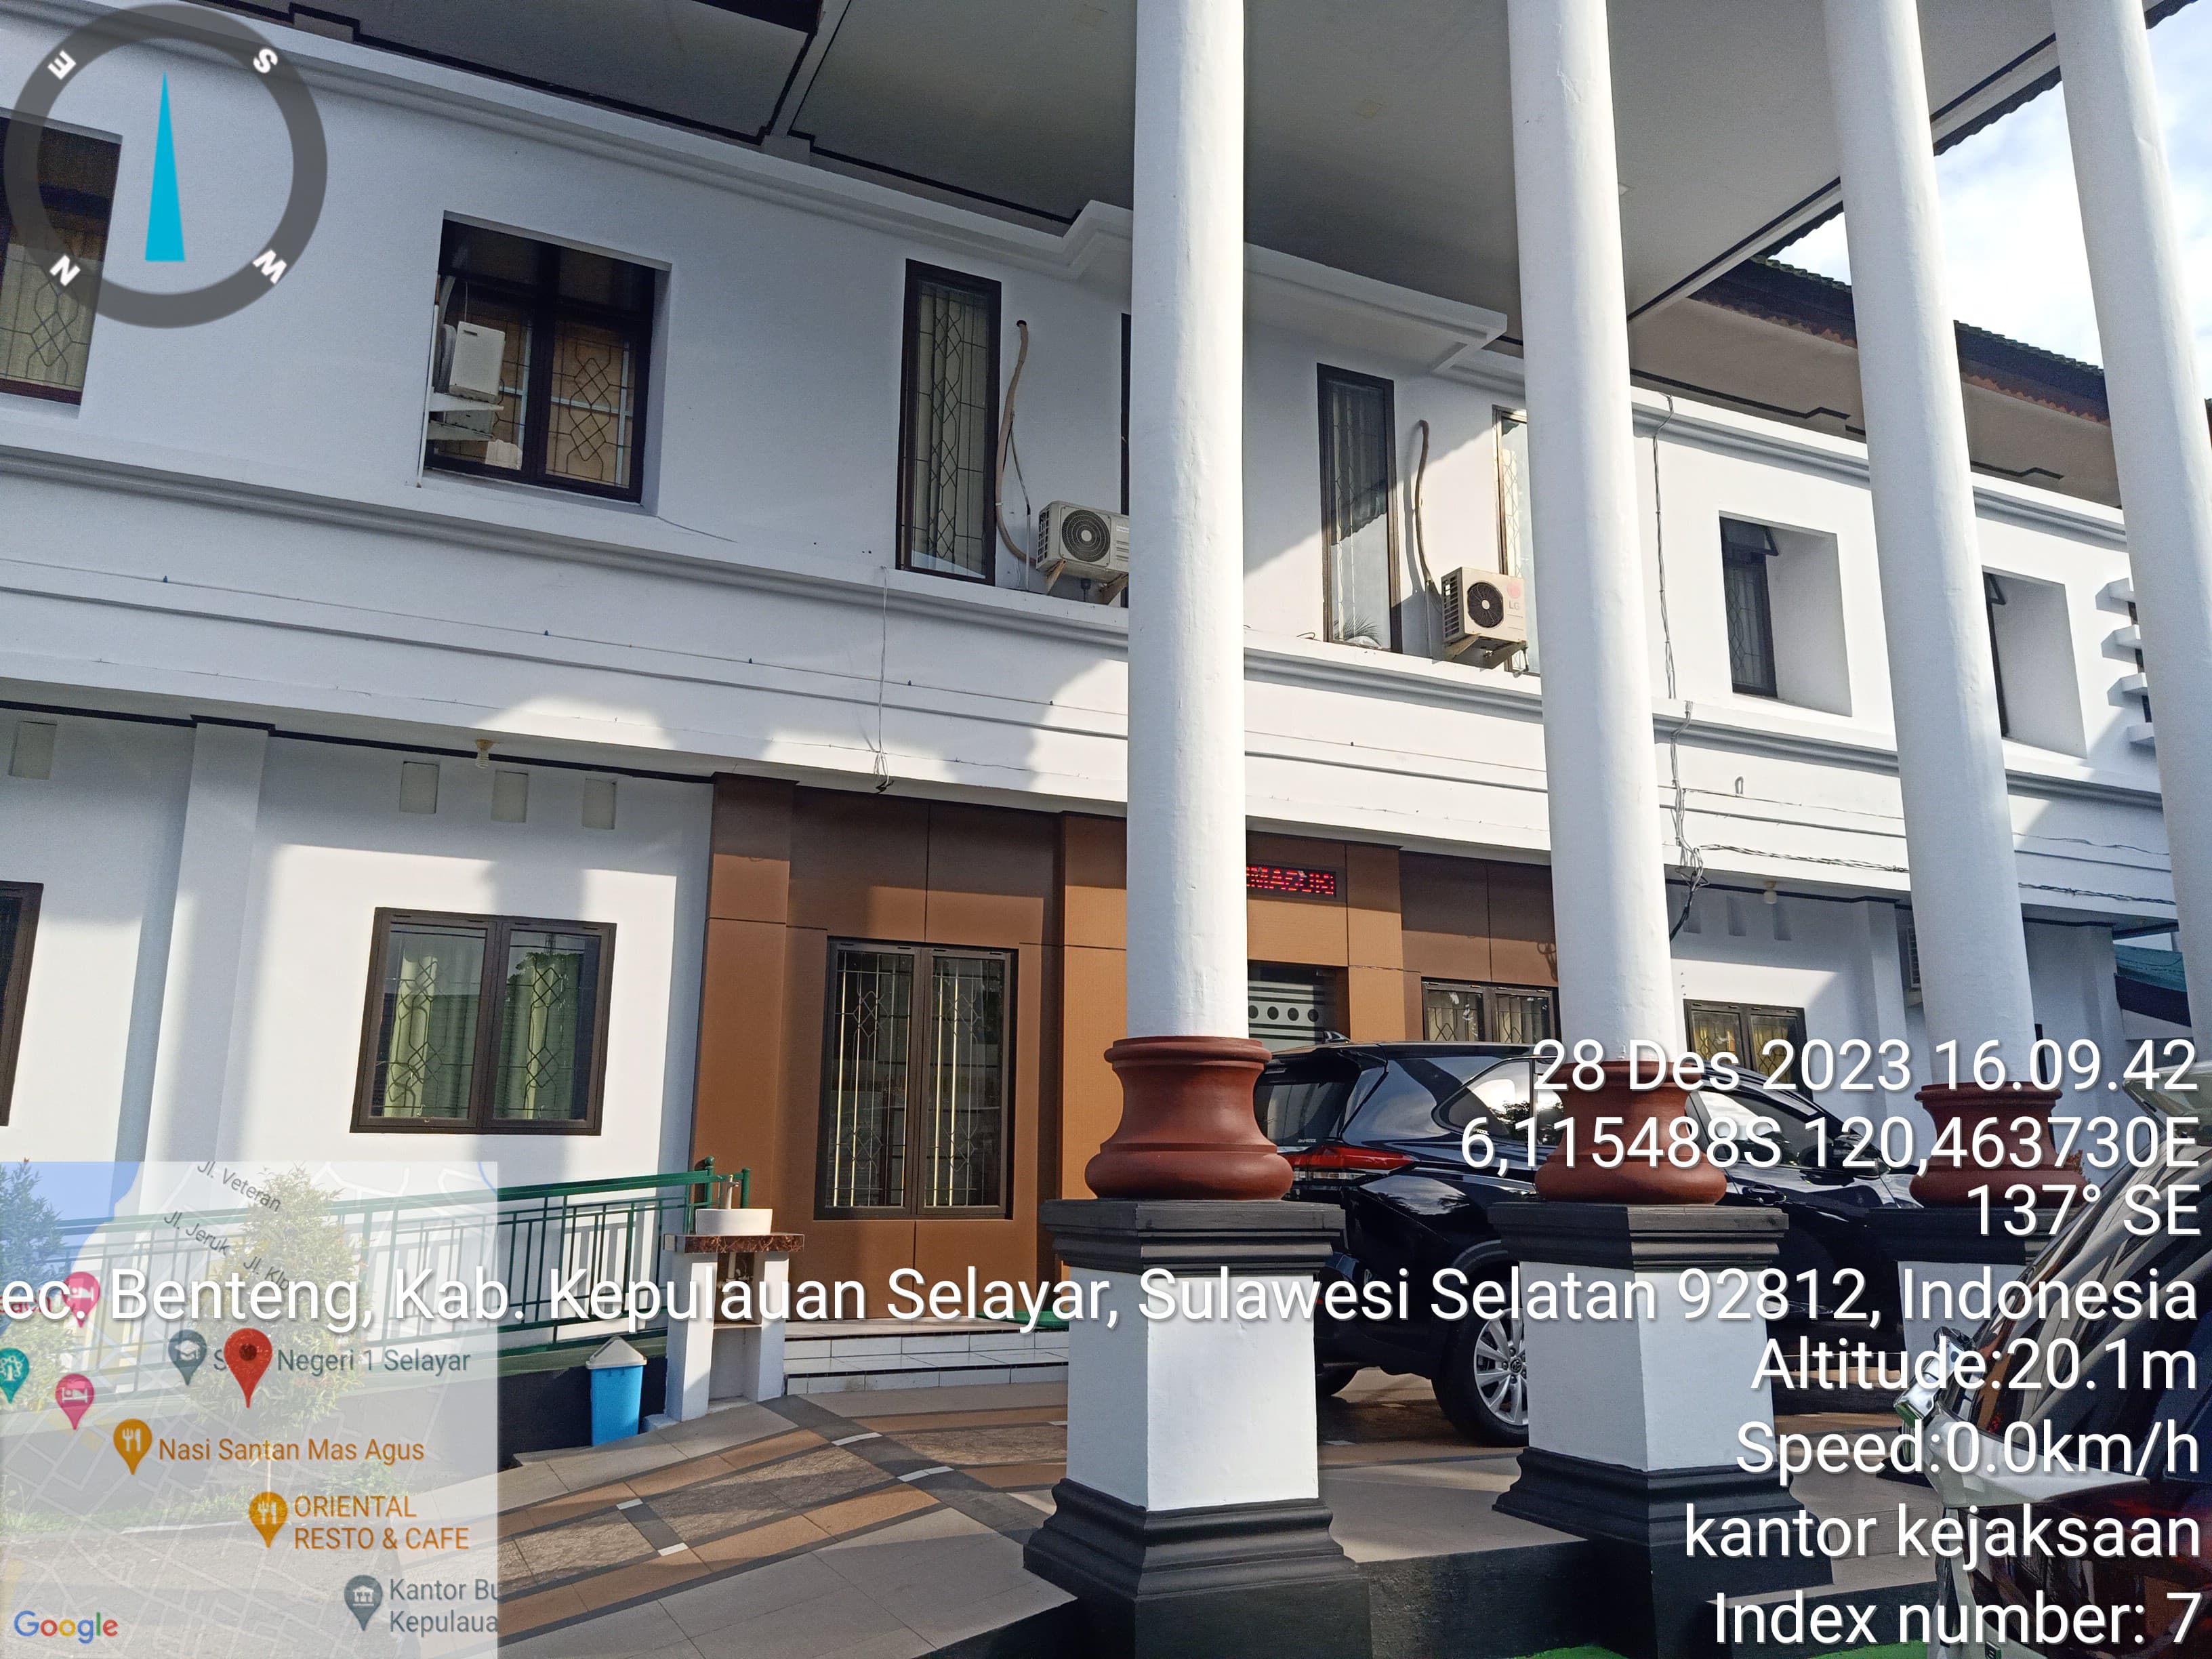 E
S
N
W
LG
28 Des 2023 16.09.42
6,115488S 120,463730E
137° SE
ec. Benteng, Kab. Kepulauan Selayar, Sulawesi Selatan 92812, Indonesia
Altitude:20.1m
Speed:0.0km/h
kantor kejaksaan
Index number: 7
Jl. Veteran
Jl. Jeruk
Negeri 1 Selayar
Nasi Santan Mas Agus
ORIENTAL
RESTO & CAFE
Kantor Bu
Kepulaua
Google